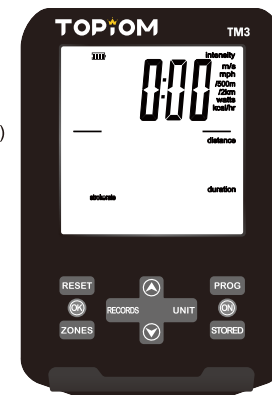 TOPIOM
TM3
intensity
0:00
m/s
mph
/500m
/2km
watts
kcal/hr
)
distance
duration
strokerate
RESET
PROG
OK
RECORDS
UNIT
ON
ZONES
STORED